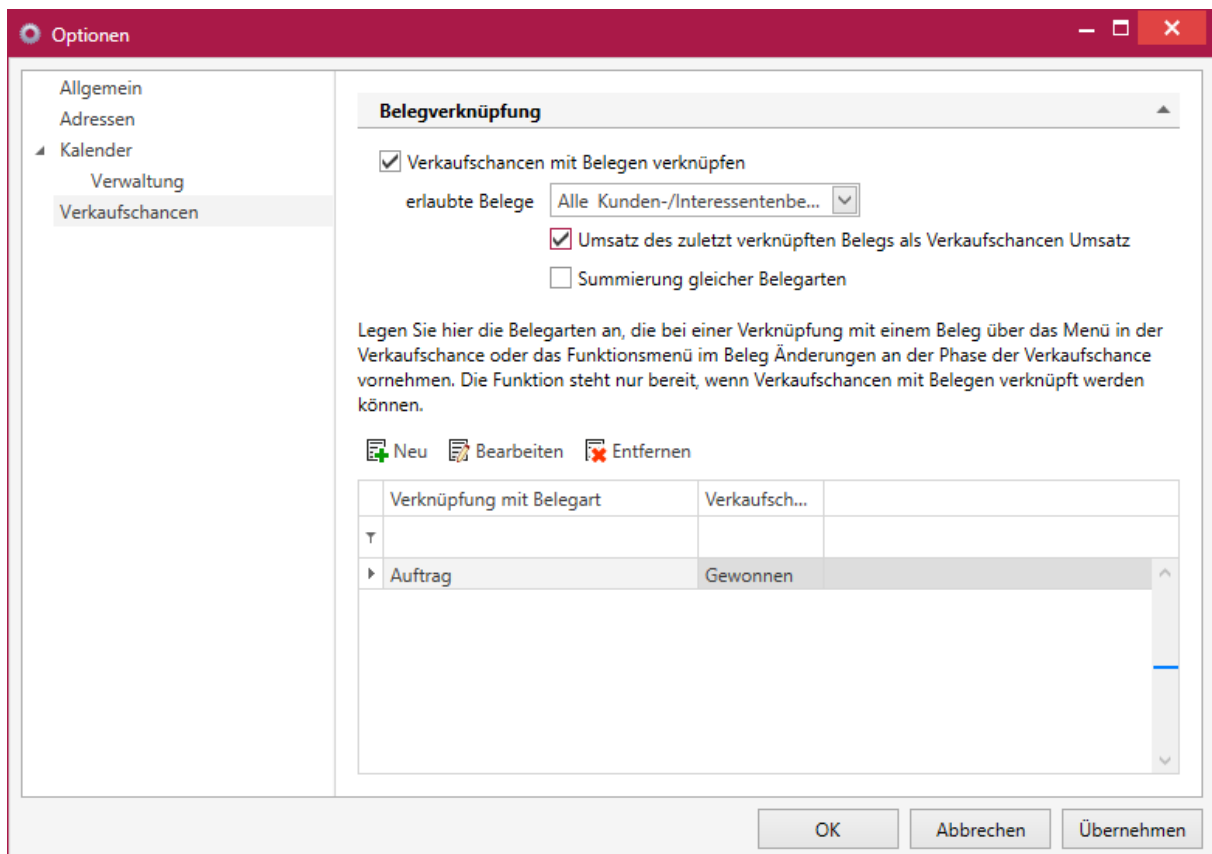 Optionen
Allgemein
Adressen
Kalender
Verwaltung
Verkaufschancen
Belegverknüpfung
Verkaufschancen mit Belegen verknüpfen
erlaubte Belege Alle Kunden-/Interessentenbe...
Umsatz des zuletzt verknüpften Belegs als Verkaufschancen Umsatz
Summierung gleicher Belegarten
Legen Sie hier die Belegarten an, die bei einer Verknüpfung mit einem Beleg über das Menü in der
Verkaufschance oder das Funktionsmenü im Beleg Änderungen an der Phase der Verkaufschance
vornehmen. Die Funktion steht nur bereit, wenn Verkaufschancen mit Belegen verknüpft werden
können.
Neu Bearbeiten Entfernen
Verknüpfung mit Belegart Verkaufsch...
Auftrag Gewonnen
OK Abbrechen Übernehmen